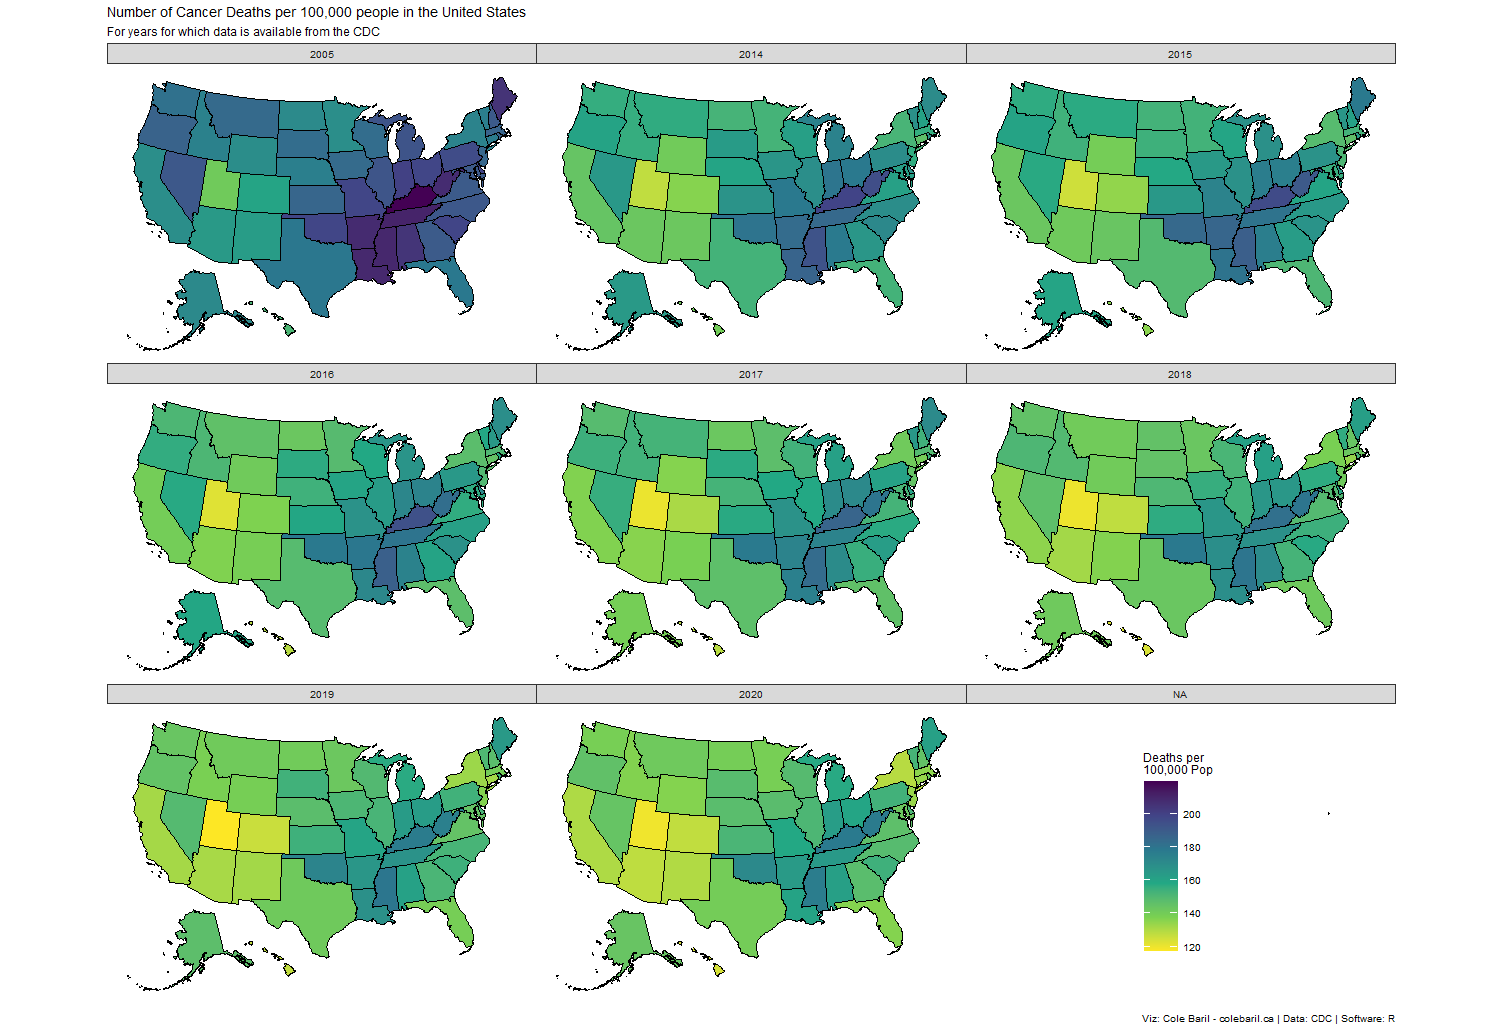 Number of Cancer Deaths per 100,000 people in the United States
For years for which data is available from the CDC
2005
2014
2015
2016
2017
2018
2019
2020
NA
Deaths per
100,000 Pop
200
180
160
140
120
Viz: Cole Baril - colebaril.ca | Data: CDC | Software: R